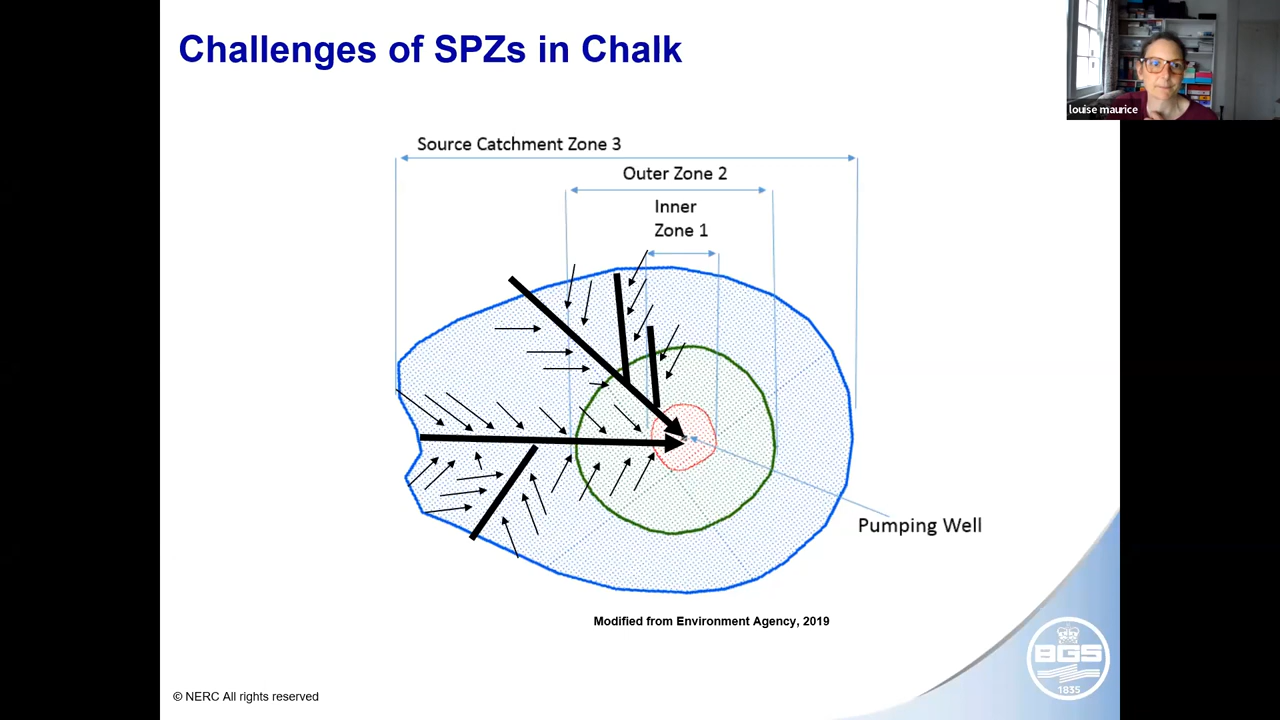 Challenges of SPZs in Chalk
louise maurice
Source Catchment Zone 3
Outer Zone 2
Inner
Zone 1
Pumping Well
Modified from Environment Agency, 2019
BGS
1835
© NERC All rights reserved